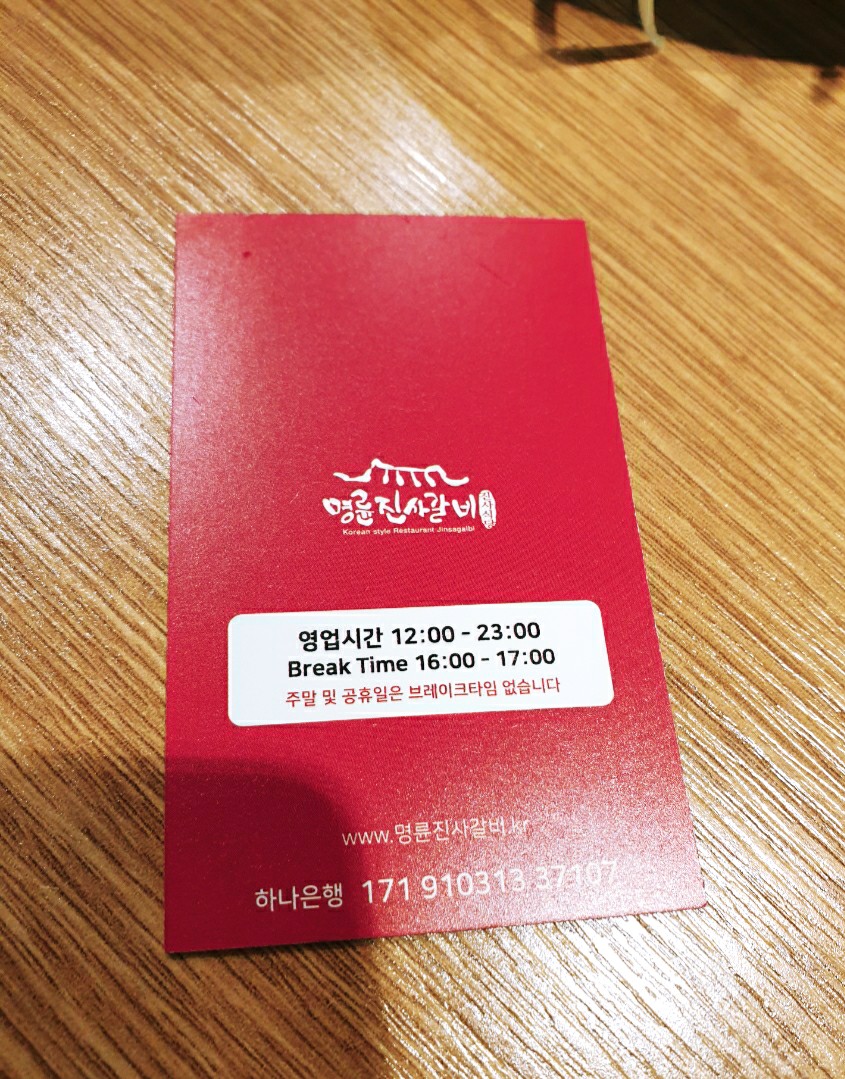 명륜진사갈비
Korean style Restaurant Jinsagalbi
영업시간 12:00 - 23:00
Break Time 16:00 - 17:00
주말 및 공휴일은 브레이크타임 없습니다
www.명륜진사갈비.kr
하나은행 171 910313 37107